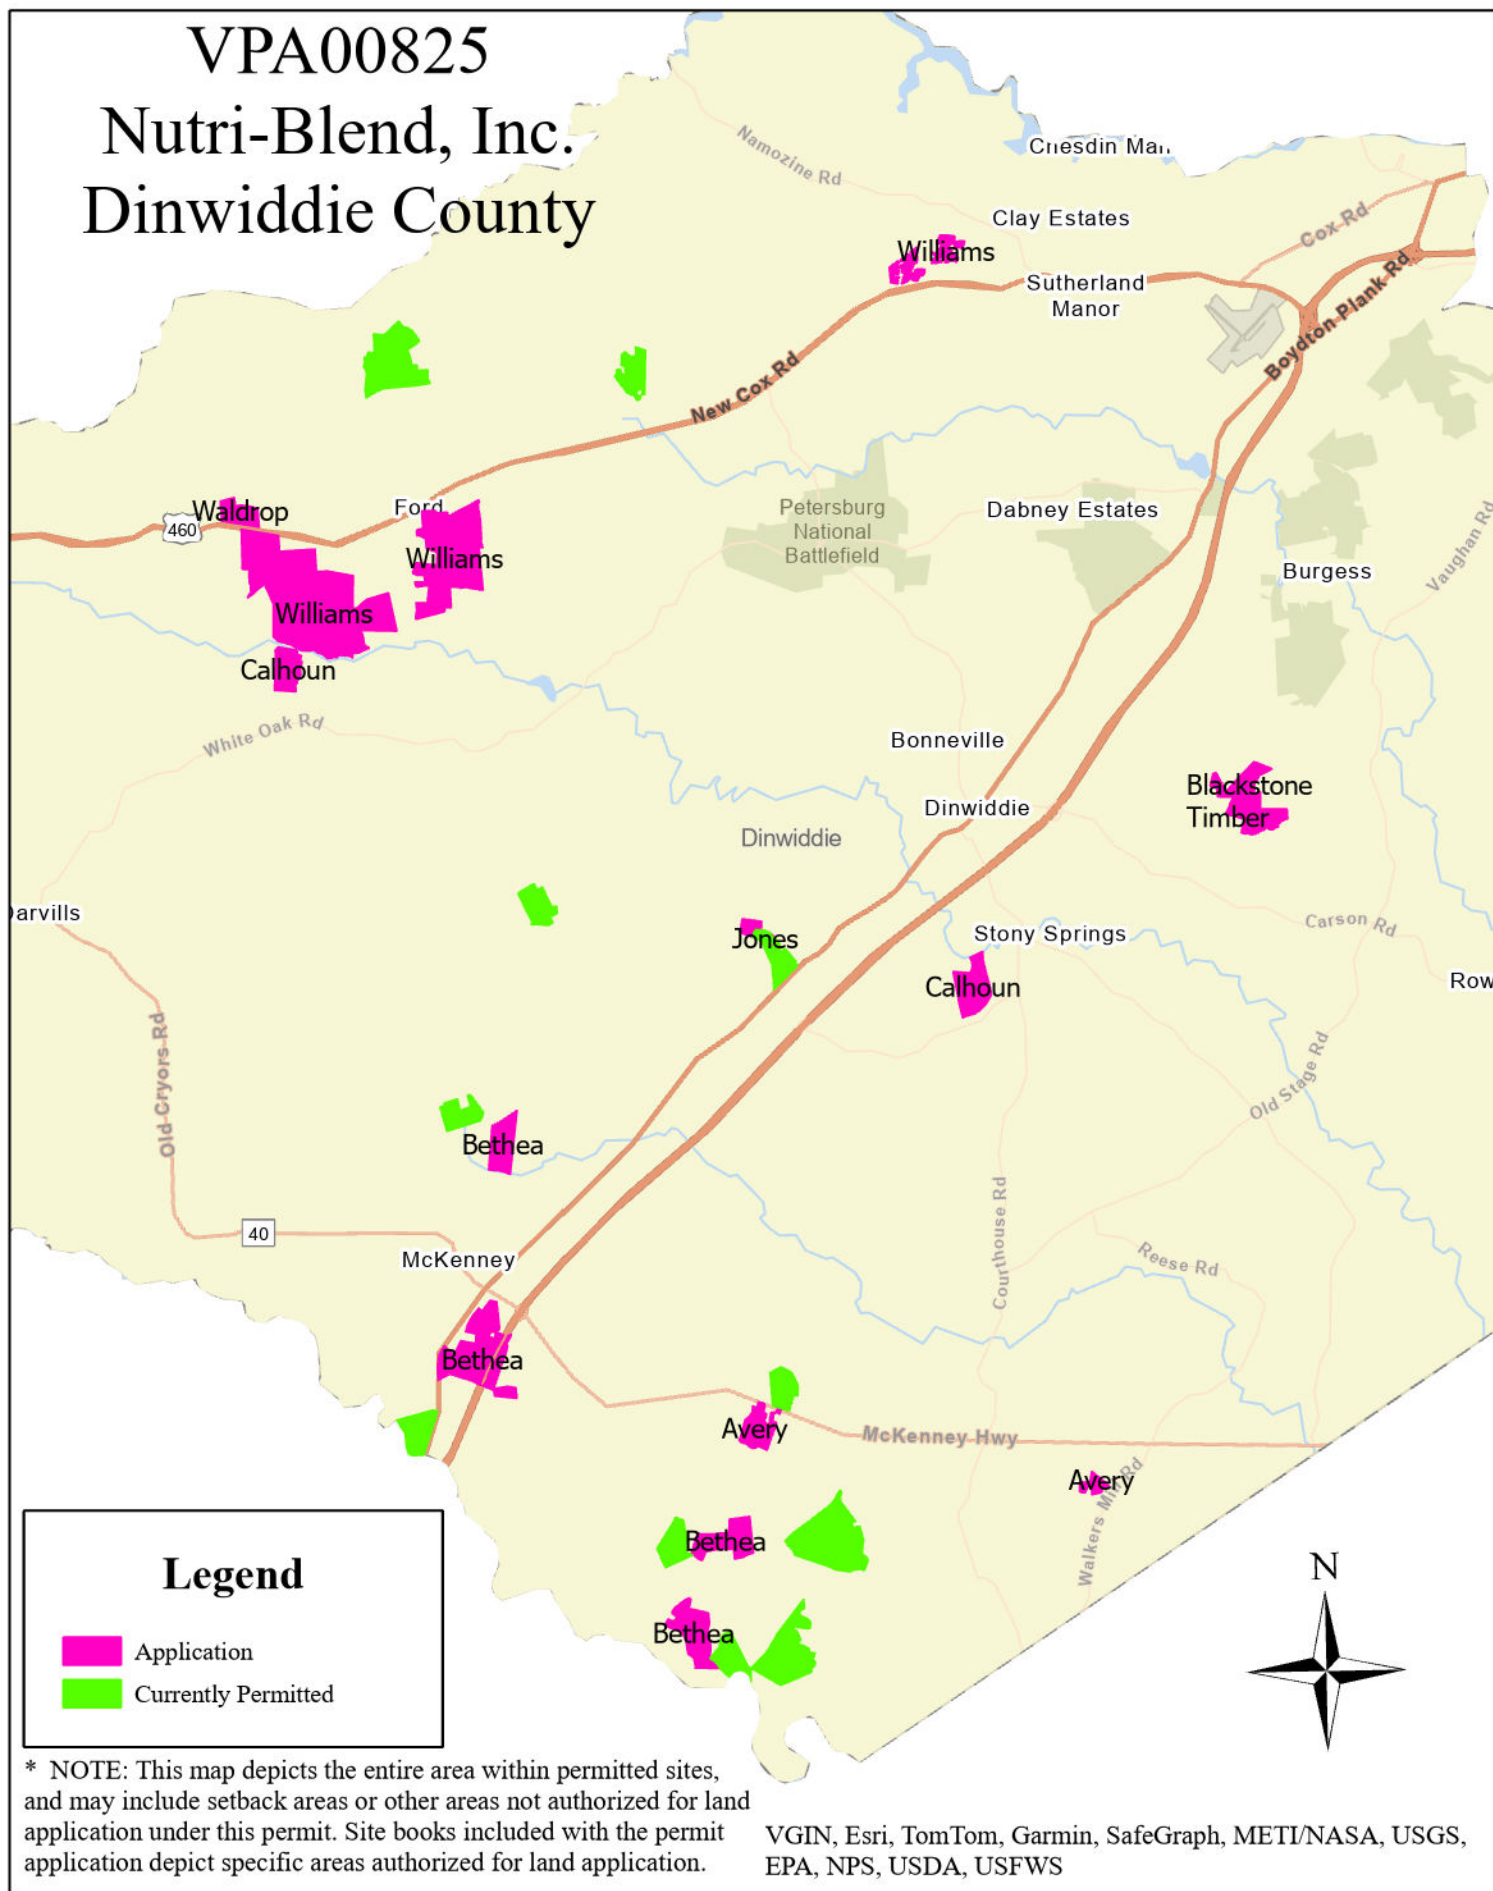 VPA00825
Nutri-Blend, Inc.
Dinwiddie County
Namozine Rd
Chesdin Man
Clay Estates
Cox Rd
Williams
Sutherland
Manor
Boydton Plank Rd
New Cox Rd
Waldrop
Ford
460
Petersburg
National
Battlefield
Dabney Estates
Vaughan Rd
Williams
Burgess
Williams
Calhoun
White Oak Rd
Bonneville
Blackstone
Timber
Dinwiddie
Dinwiddie
arvills
Carson Rd
Jones
Stony Springs
Row
Calhoun
Old Cryors Rd
Old Stage Rd
Bethea
40
McKenney
Courthouse Rd
Reese Rd
Bethea
Avery
McKenney Hwy
Avery
Walkers Mill Rd
Bethea
Bethea
N
Legend
Application
Currently Permitted
* NOTE: This map depicts the entire area within permitted sites,
and may include setback areas or other areas not authorized for land
application under this permit. Site books included with the permit
application depict specific areas authorized for land application.
VGIN, Esri, TomTom, Garmin, SafeGraph, METI/NASA, USGS,
EPA, NPS, USDA, USFWS